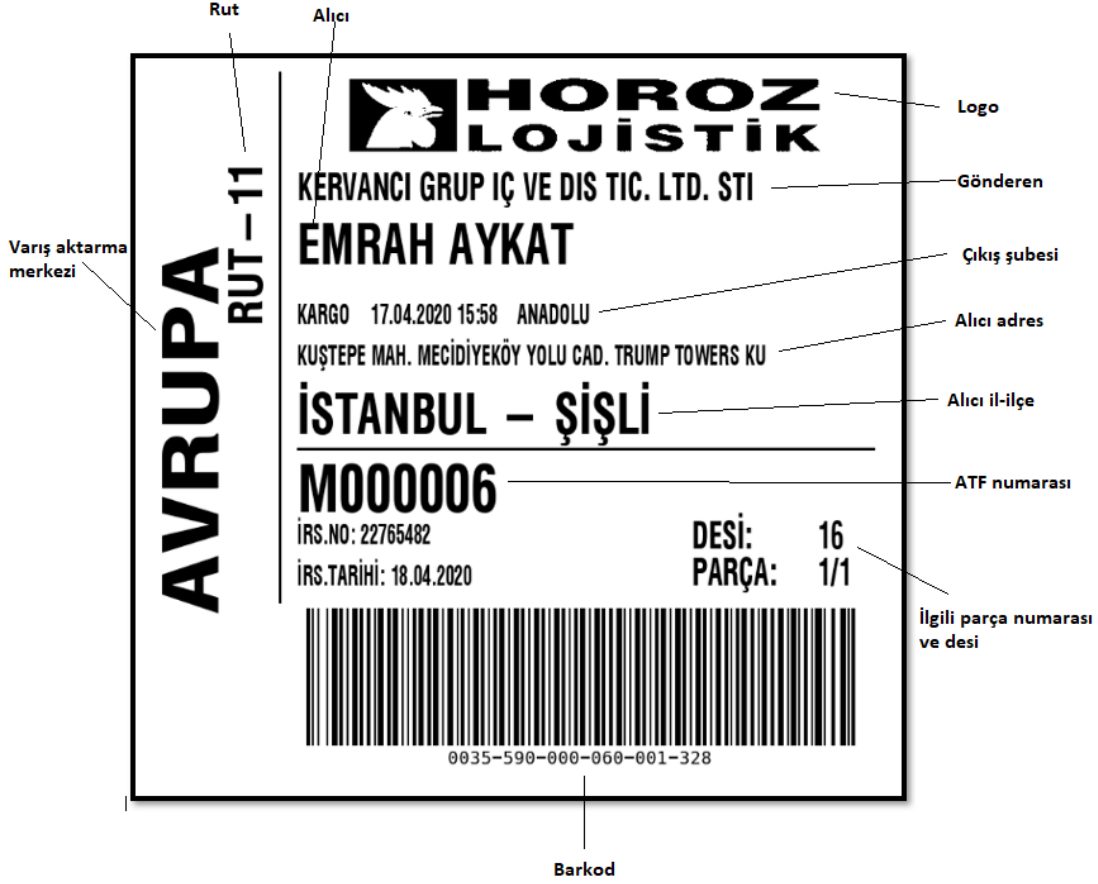 Rut
Alıcı
HOROZ
LOJİSTİK
Logo
KERVANCI GRUP IÇ VE DIS TIC. LTD. STI
Gönderen
EMRAH AYKAT
RUT – 11
AVRUPA
Varış aktarma
merkezi
Çıkış şubesi
KARGO 17.04.2020 15:58 ANADOLU
Alıcı adres
KUŞTEPE MAH. MECİDİYEKÖY YOLU CAD. TRUMP TOWERS KU
İSTANBUL – ŞİŞLİ
Alıcı il-ilçe
M000006
ATF numarası
İRS.NO: 22765482
DESİ: 16
İRS.TARİHİ: 18.04.2020
PARÇA: 1/1
İlgili parça numarası
ve desi
0035-590-000-060-001-328
Barkod